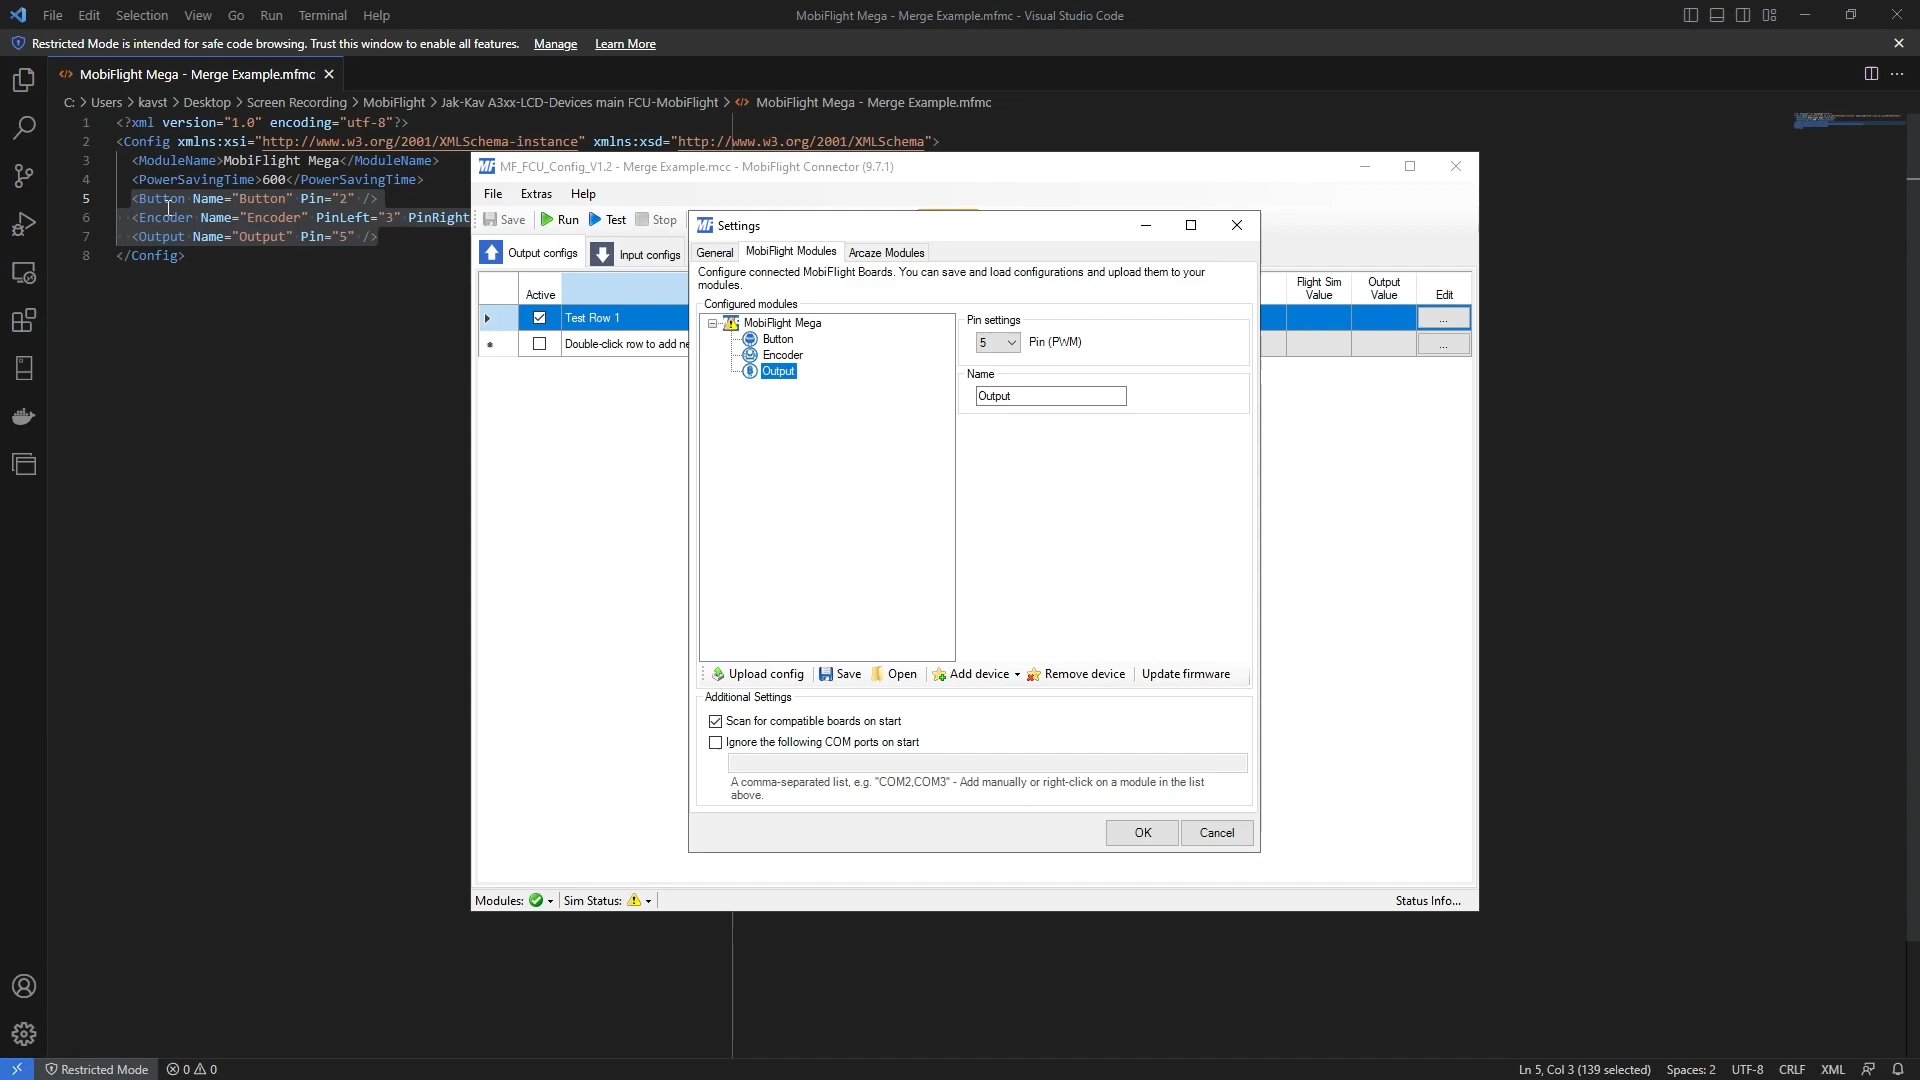 File Edit Selection View Go Run Terminal Help
MobiFlight Mega - Merge Example.mfmc - Visual Studio Code
Restricted Mode is intended for safe code browsing. Trust this window to enable all features. Manage Learn More
MobiFlight Mega - Merge Example.mfmc
C: > Users > kavst > Desktop > Screen Recording > MobiFlight > Jak-Kav A3xx-LCD-Devices main FCU-MobiFlight > MobiFlight Mega - Merge Example.mfmc
1 <?xml version="1.0" encoding="utf-8"?>
2 <Config xmlns:xsi="http://www.w3.org/2001/XMLSchema-instance" xmlns:xsd="http://www.w3.org/2001/XMLSchema">
3 <ModuleName>MobiFlight Mega</ModuleName>
4 <PowerSavingTime>600</PowerSavingTime>
5 <Button Name="Button" Pin="2" />
6 <Encoder Name="Encoder" PinLeft="3" PinRight
7 <Output Name="Output" Pin="5" />
8 </Config>
MF_FCU_Config_V1.2 - Merge Example.mcc - MobiFlight Connector (9.7.1)
File Extras Help
Save Run Test Stop
Output configs Input configs
Active Flight Sim Value Output Value Edit
Test Row 1 ...
Double-click row to add ne ...
Settings
General MobiFlight Modules Arcaze Modules
Configure connected MobiFlight Boards. You can save and load configurations and upload them to your
modules.
Configured modules
MobiFlight Mega
Button
Encoder
Output
Pin settings
5 Pin (PWM)
Name
Output
Upload config Save Open Add device Remove device Update firmware
Additional Settings
Scan for compatible boards on start
Ignore the following COM ports on start
A comma-separated list, e.g. "COM2,COM3" - Add manually or right-click on a module in the list
above.
OK Cancel
Modules: Sim Status: Status Info...
Restricted Mode 0 0 Ln 5, Col 3 (139 selected) Spaces: 2 UTF-8 CRLF XML